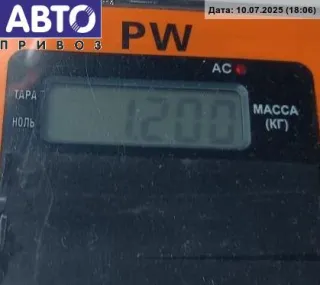 АВТО
ПРИВОЗ
Дата: 10.07.2025 (18:06)
PW
AC
ТАРА
НОЛЬ
1.200
МАССА
(КГ)